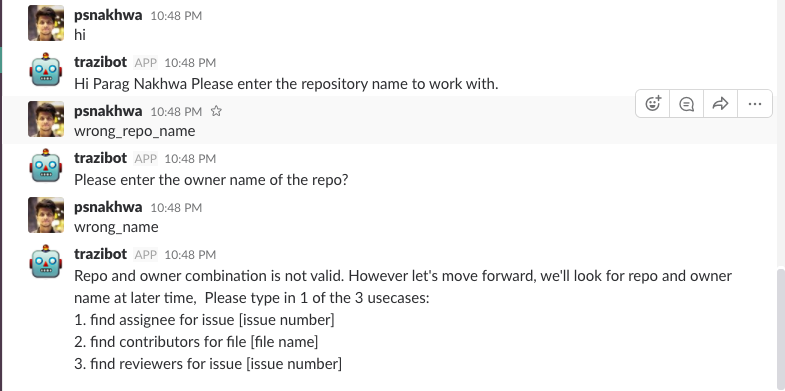 psnakhwa 10:48 PM
hi
trazibot APP 10:48 PM
Hi Parag Nakhwa Please enter the repository name to work with.
psnakhwa 10:48 PM
wrong_repo_name
trazibot APP 10:48 PM
Please enter the owner name of the repo?
psnakhwa 10:48 PM
wrong_name
trazibot APP 10:48 PM
Repo and owner combination is not valid. However let's move forward, we'll look for repo and owner
name at later time,  Please type in 1 of the 3 usecases:
1. find assignee for issue [issue number]
2. find contributors for file [file name]
3. find reviewers for issue [issue number]